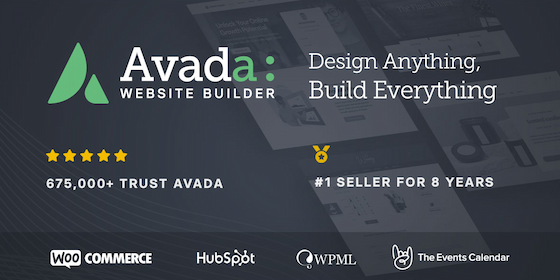 Avada:
WEBSITE BUILDER
Design Anything,
Build Everything
675,000+ TRUST AVADA
#1 SELLER FOR 8 YEARS
WOO COMMERCE
HubSpot
WPML
The Events Calendar